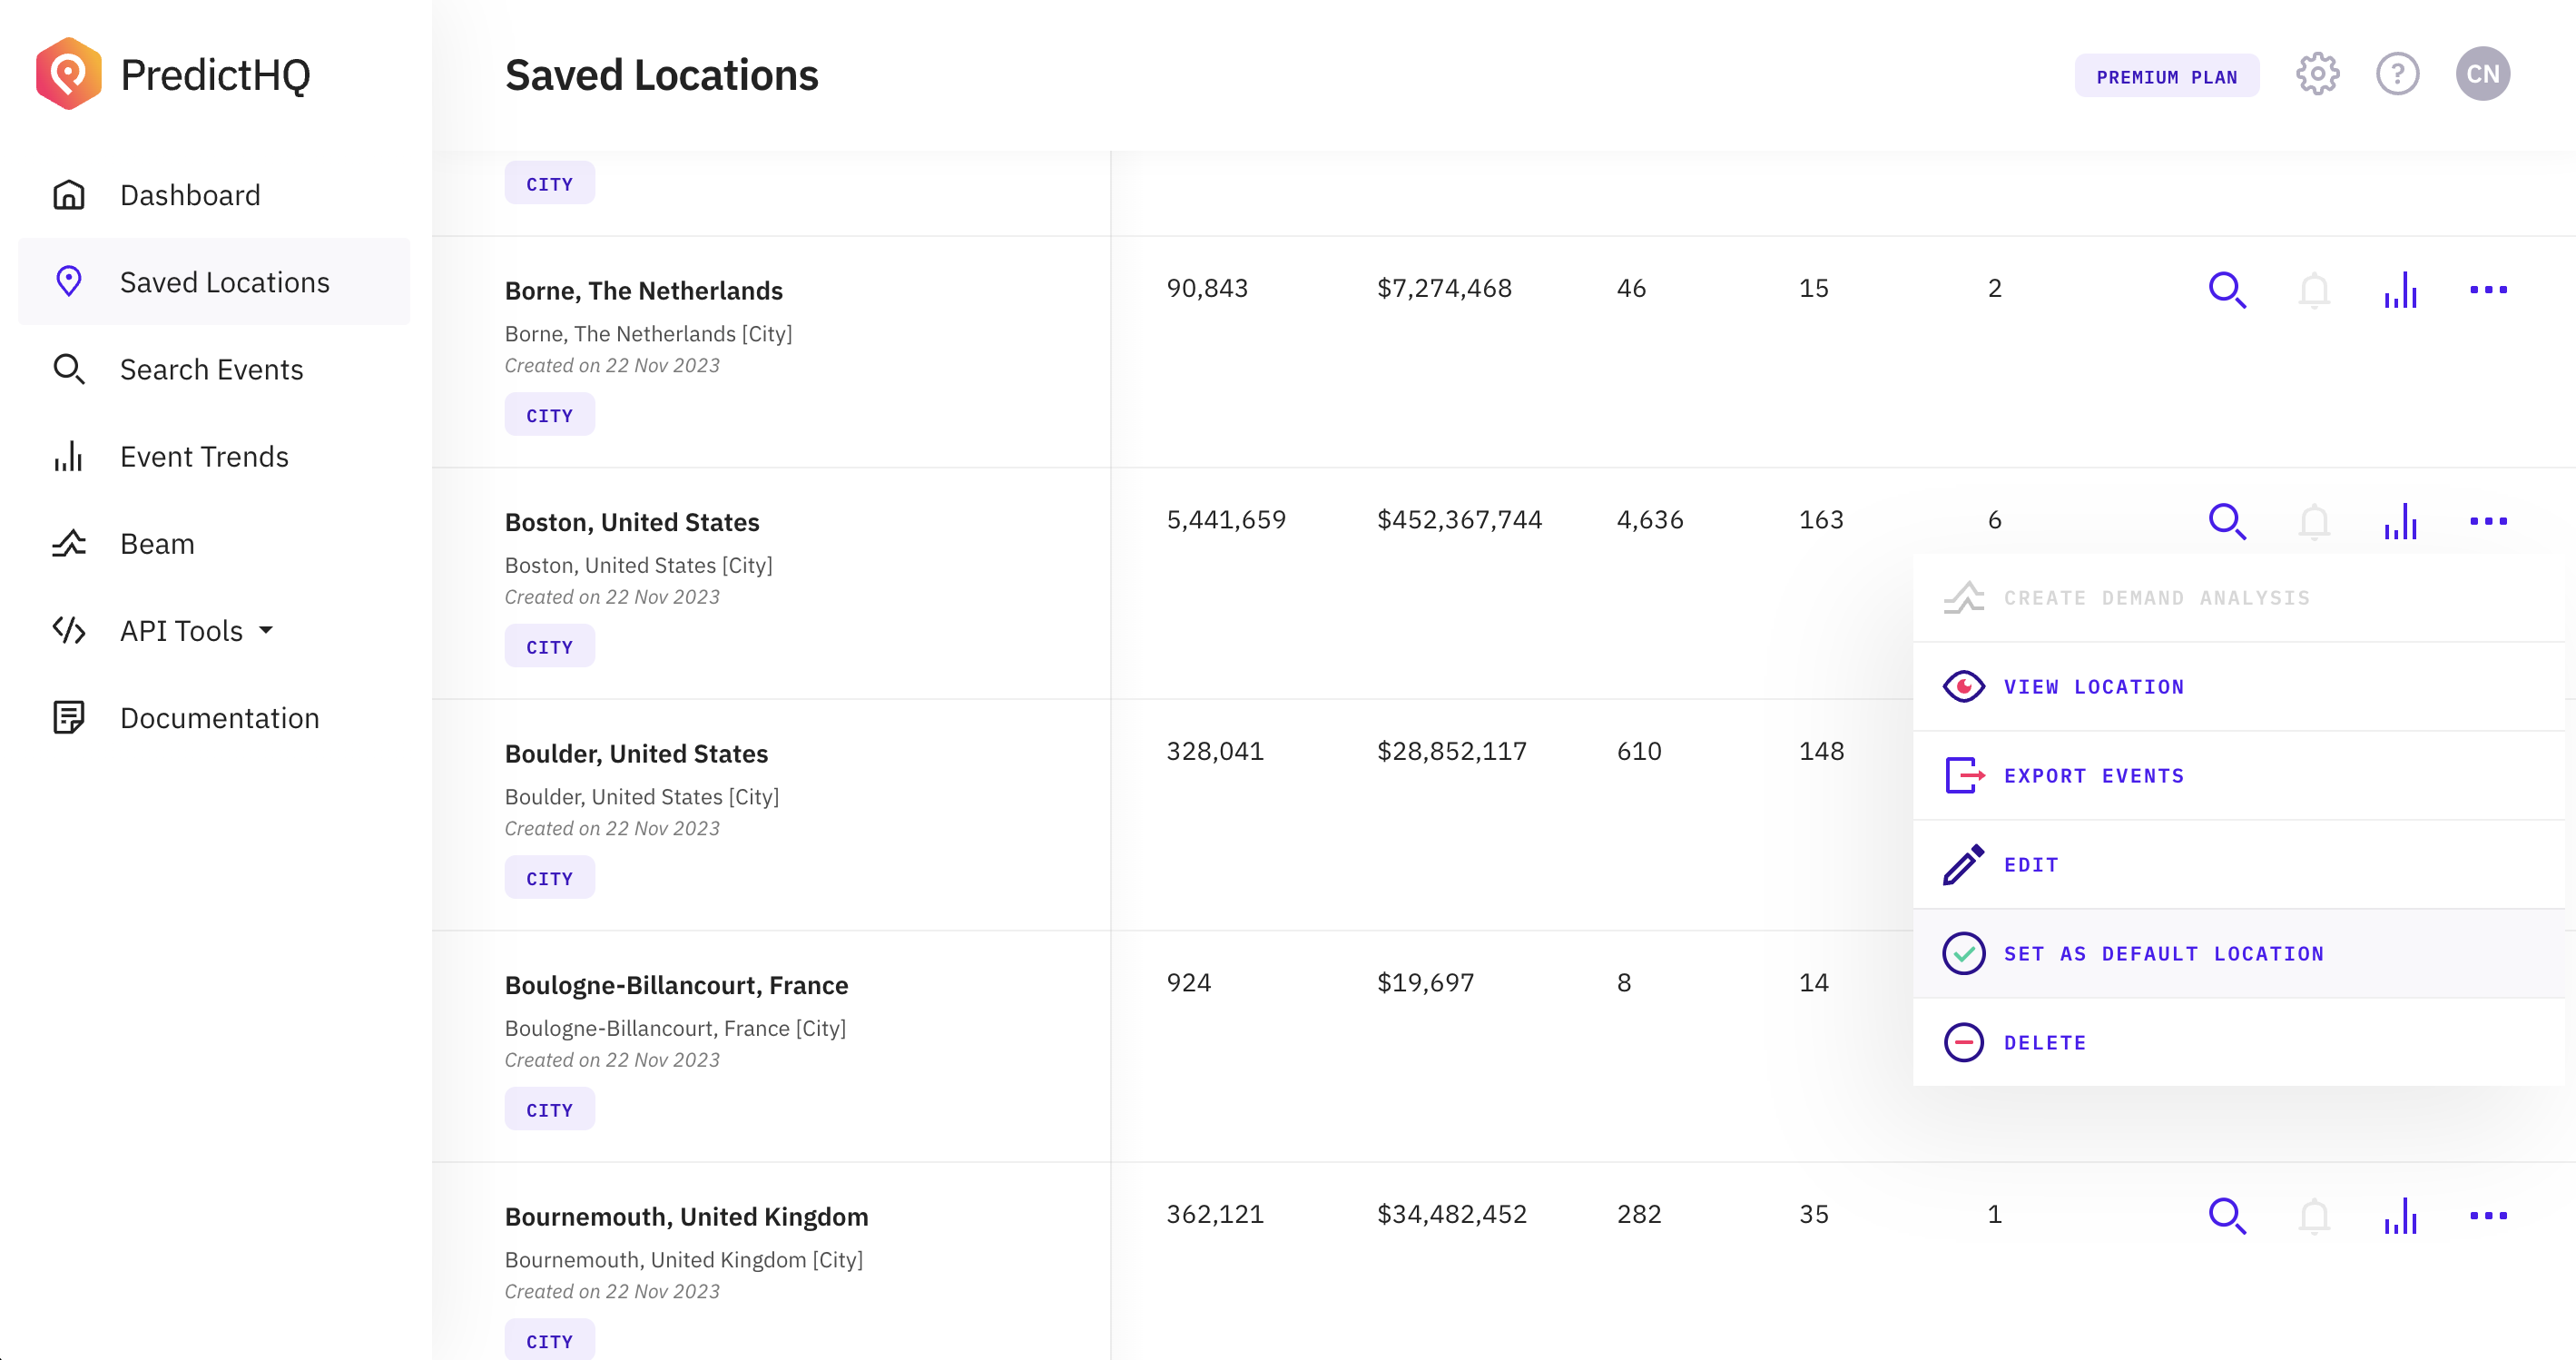 PredictHQ
Dashboard
Saved Locations
Search Events
Event Trends
Beam
API Tools
Documentation
Saved Locations
PREMIUM PLAN
?
CN
CITY
Borne, The Netherlands
Borne, The Netherlands [City]
Created on 22 Nov 2023
CITY
90,843 $7,274,468 46 15 2
Boston, United States
Boston, United States [City]
Created on 22 Nov 2023
CITY
5,441,659 $452,367,744 4,636 163 6
Boulder, United States
Boulder, United States [City]
Created on 22 Nov 2023
CITY
328,041 $28,852,117 610 148
Boulogne-Billancourt, France
Boulogne-Billancourt, France [City]
Created on 22 Nov 2023
CITY
924 $19,697 8 14
Bournemouth, United Kingdom
Bournemouth, United Kingdom [City]
Created on 22 Nov 2023
CITY
362,121 $34,482,452 282 35 1
CREATE DEMAND ANALYSIS
VIEW LOCATION
EXPORT EVENTS
EDIT
SET AS DEFAULT LOCATION
DELETE